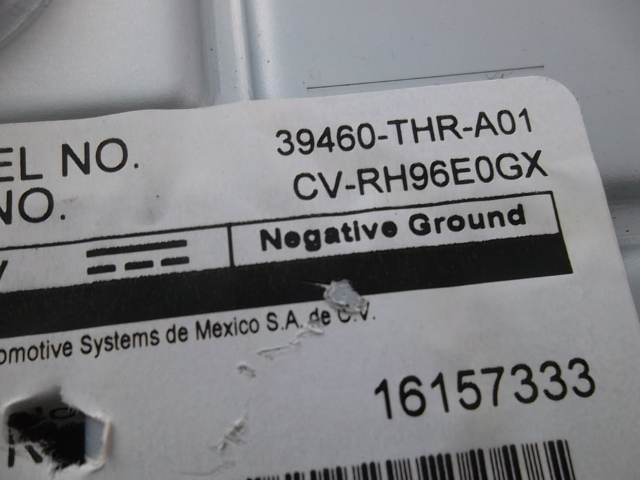 EL NO. 39460-THR-A01
NO. CV-RH96E0GX
V Negative Ground
omotive Systems de Mexico S.A. de C.V.
16157333